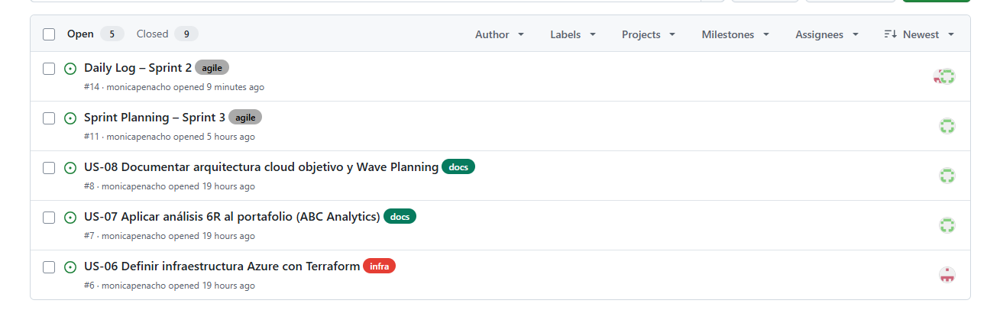 Open 5 Closed 9 Author Labels Projects Milestones Assignees Newest
Daily Log – Sprint 2 agile
#14 · monicapenacho opened 9 minutes ago
Sprint Planning – Sprint 3 agile
#11 · monicapenacho opened 5 hours ago
US-08 Documentar arquitectura cloud objetivo y Wave Planning docs
#8 · monicapenacho opened 19 hours ago
US-07 Aplicar análisis 6R al portafolio (ABC Analytics) docs
#7 · monicapenacho opened 19 hours ago
US-06 Definir infraestructura Azure con Terraform infra
#6 · monicapenacho opened 19 hours ago